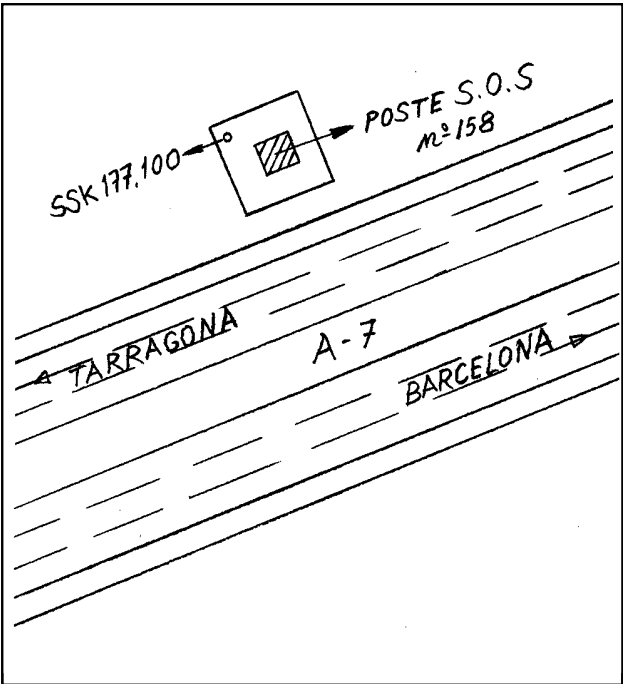 POSTE S.O.S
nº 158
SSK 177.100
TARRAGONA
A-7
BARCELONA